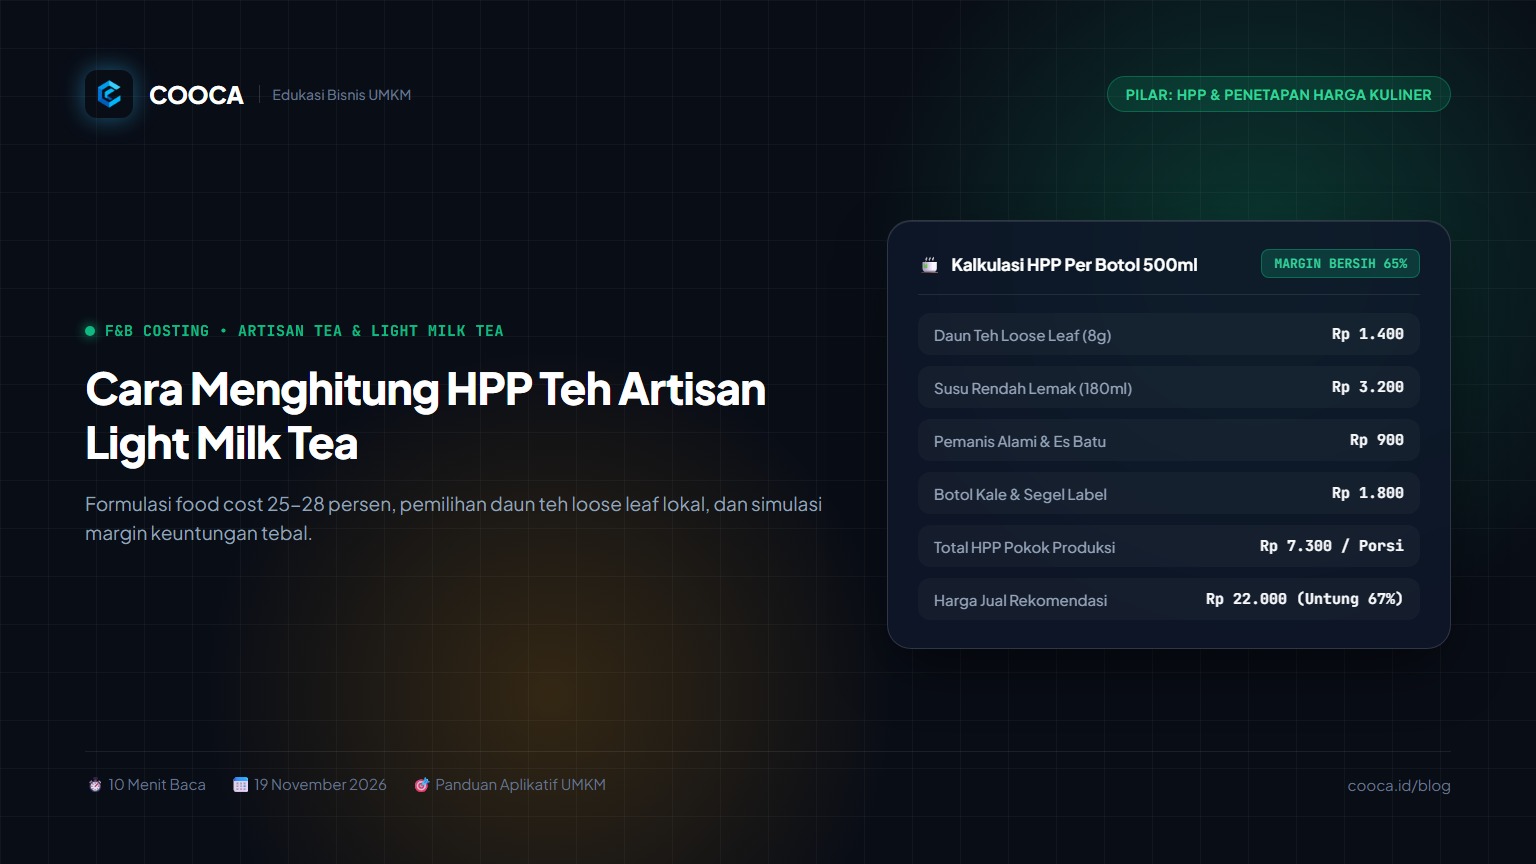 COOCA
Edukasi Bisnis UMKM
PILAR: HPP & PENETAPAN HARGA KULINER
F&B COSTING • ARTISAN TEA & LIGHT MILK TEA
Cara Menghitung HPP Teh Artisan
Light Milk Tea
Formulasi food cost 25–28 persen, pemilihan daun teh loose leaf lokal, dan simulasi
margin keuntungan tebal.
Kalkulasi HPP Per Botol 500ml
MARGIN BERSIH 65%
Daun Teh Loose Leaf (8g) Rp 1.400
Susu Rendah Lemak (180ml) Rp 3.200
Pemanis Alami & Es Batu Rp 900
Botol Kale & Segel Label Rp 1.800
Total HPP Pokok Produksi Rp 7.300 / Porsi
Harga Jual Rekomendasi Rp 22.000 (Untung 67%)
10 Menit Baca
19 November 2026
Panduan Aplikatif UMKM
cooca.id/blog